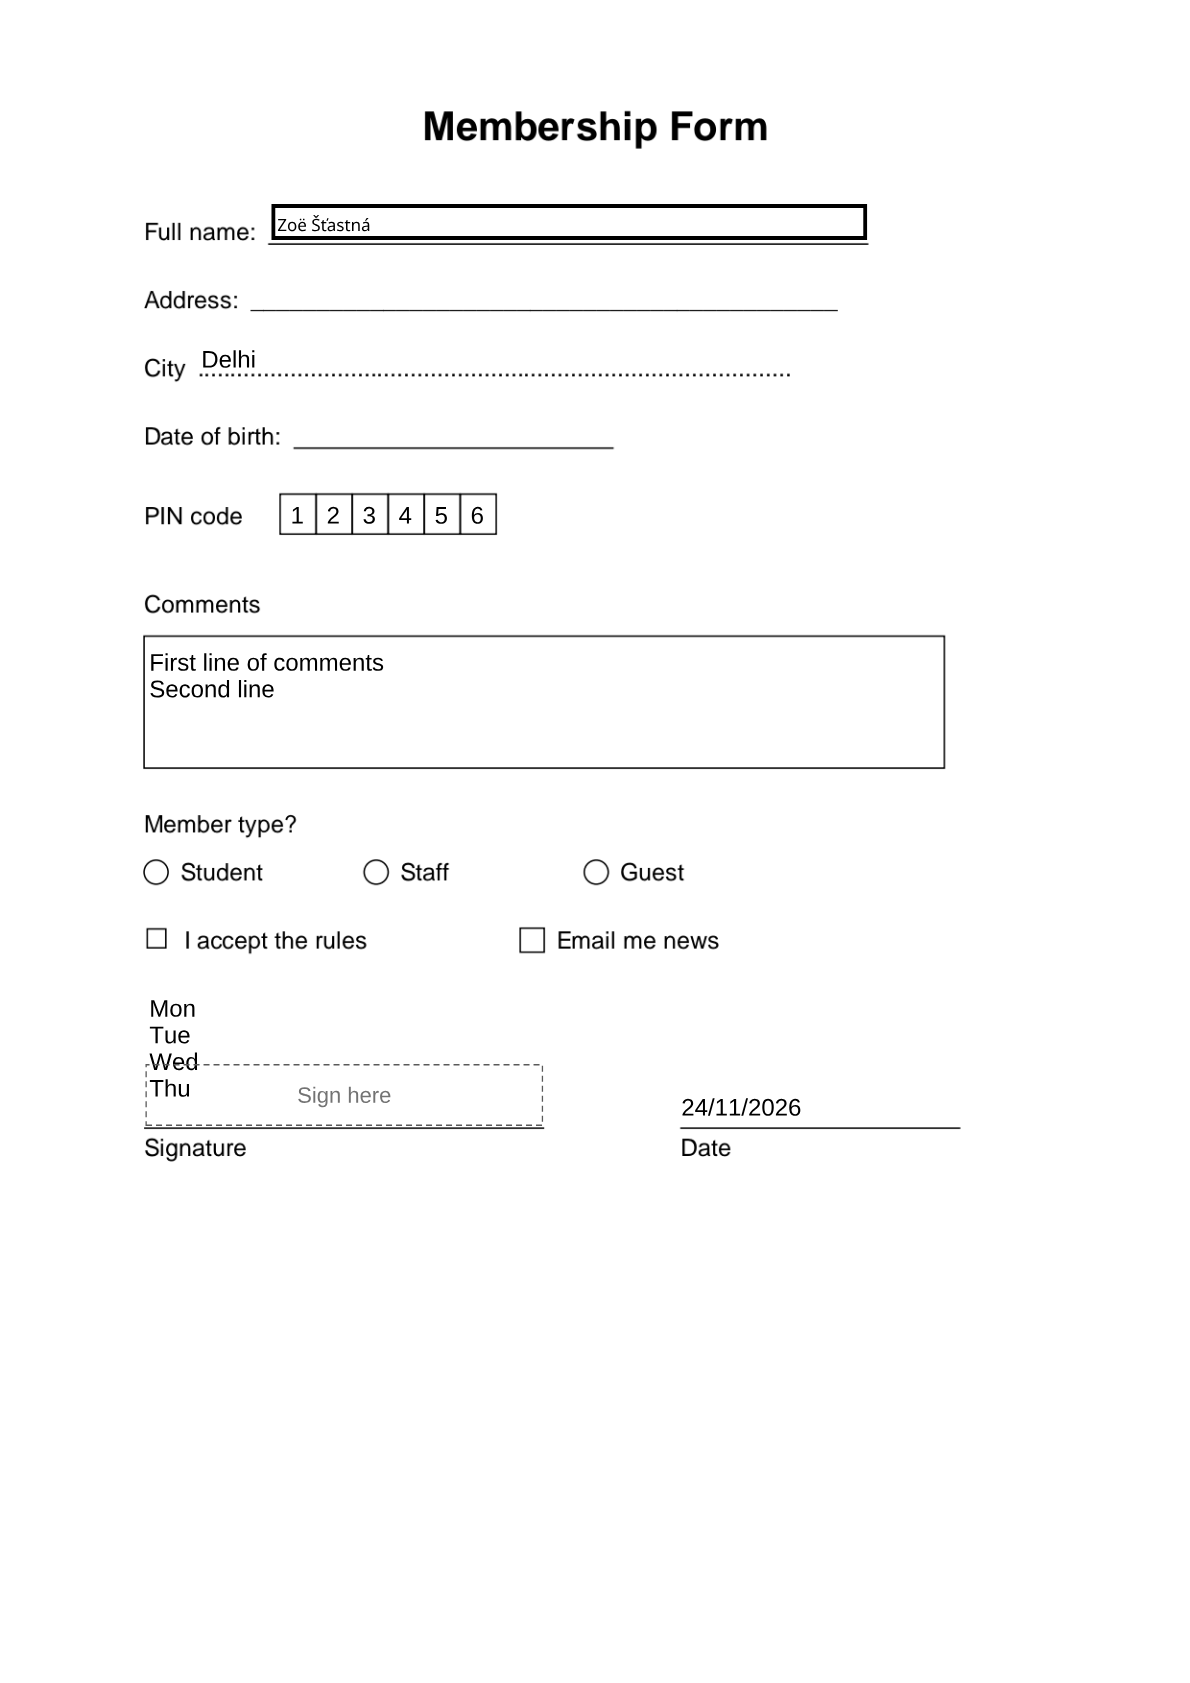 Membership Form
Full name: Zoë Šťastná
Address: ________________________________________________
City Delhi
Date of birth: __________________________
PIN code 1 2 3 4 5 6
Comments
First line of comments
Second line
Member type?
Student Staff Guest
I accept the rules Email me news
Mon
Tue
Wed
Thu
Sign here
24/11/2026
Signature Date